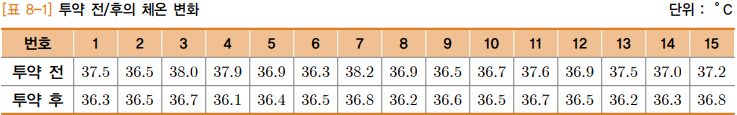 [표 8-1] 투약 전/후의 체온 변화 단위 : °C
번호 1 2 3 4 5 6 7 8 9 10 11 12 13 14 15
투약 전 37.5 36.5 38.0 37.9 36.9 36.3 38.2 36.9 36.5 36.7 37.6 36.9 37.5 37.0 37.2
투약 후 36.3 36.5 36.7 36.1 36.4 36.5 36.8 36.2 36.6 36.5 36.7 36.5 36.2 36.3 36.8